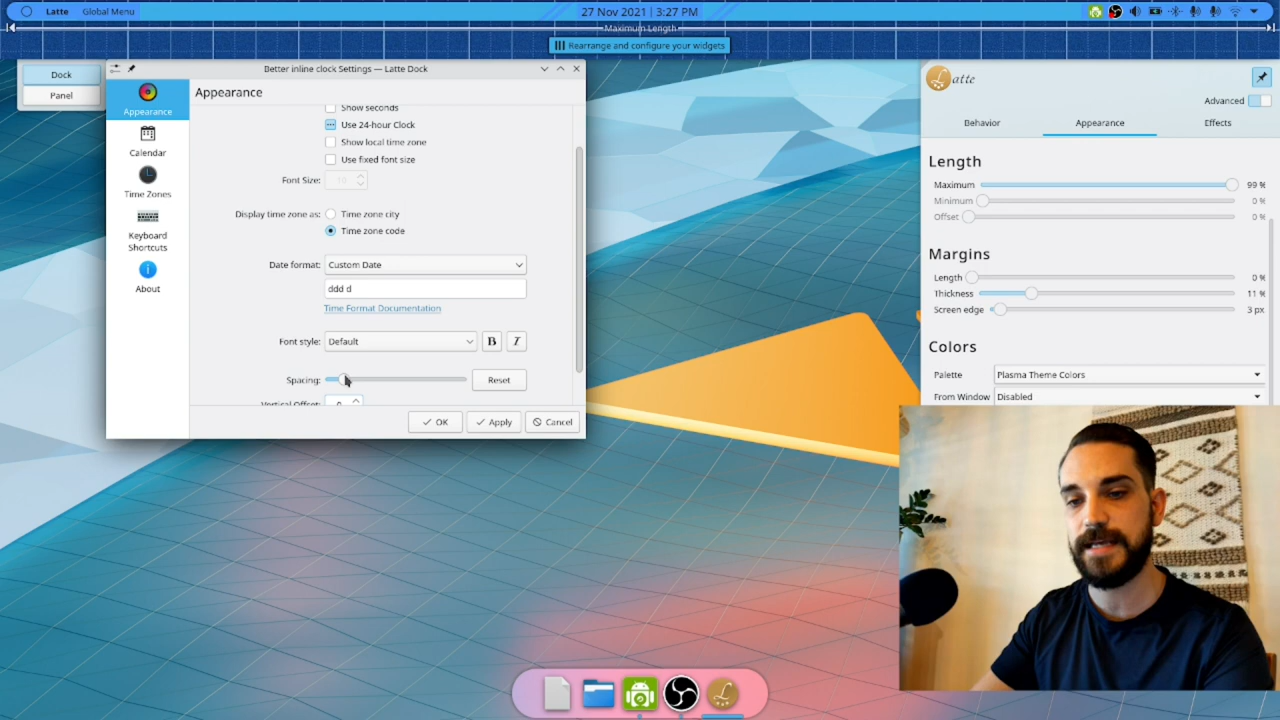 Latte Global Menu 27 Nov 2021 | 3:27 PM
Maximum Length
Rearrange and configure your widgets
Dock
Panel
Better inline clock Settings — Latte Dock
Appearance
Calendar
Time Zones
Keyboard
Shortcuts
About
Appearance
Show seconds
Use 24-hour Clock
Show local time zone
Use fixed font size
Font Size: 10
Display time zone as: Time zone city
Time zone code
Date format: Custom Date
ddd d
Time Format Documentation
Font style: Default B I
Spacing: Reset
Vertical Offset: 0
OK Apply Cancel
Latte
Advanced
Behavior Appearance Effects
Length
Maximum 99 %
Minimum 0 %
Offset 0 %
Margins
Length 0 %
Thickness 11 %
Screen edge 3 px
Colors
Palette Plasma Theme Colors
From Window Disabled